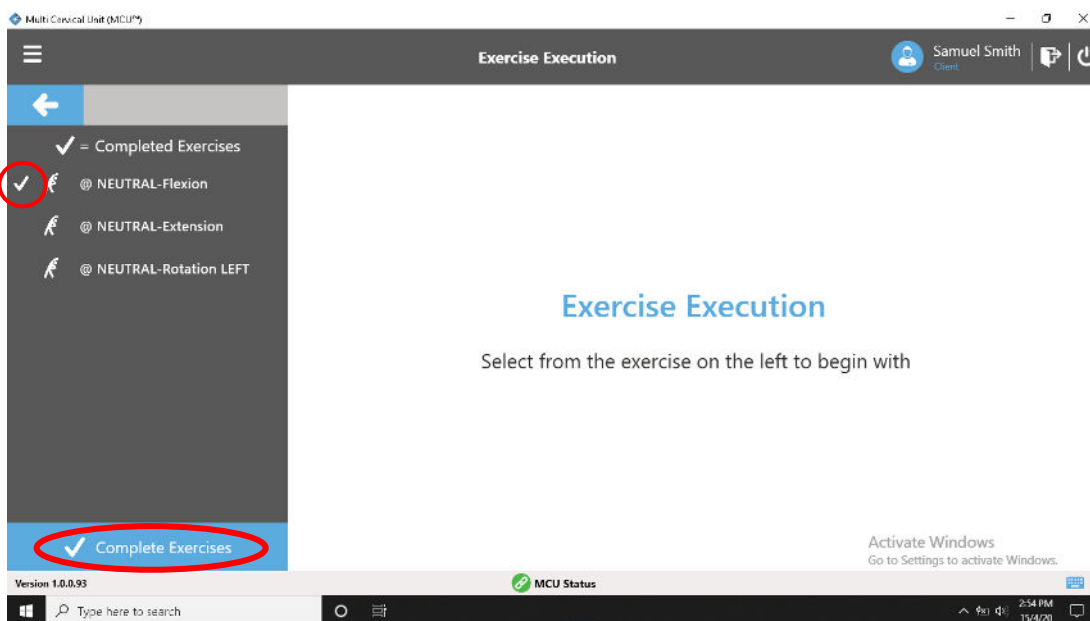 Multi Cervical Unit (MCU™)
Exercise Execution
Samuel Smith
Client
✓ = Completed Exercises
@ NEUTRAL-Flexion
@ NEUTRAL-Extension
@ NEUTRAL-Rotation LEFT
Exercise Execution
Select from the exercise on the left to begin with
Complete Exercises
Activate Windows
Go to Settings to activate Windows.
Version 1.0.0.93
MCU Status
Type here to search
2:54 PM
15/4/20